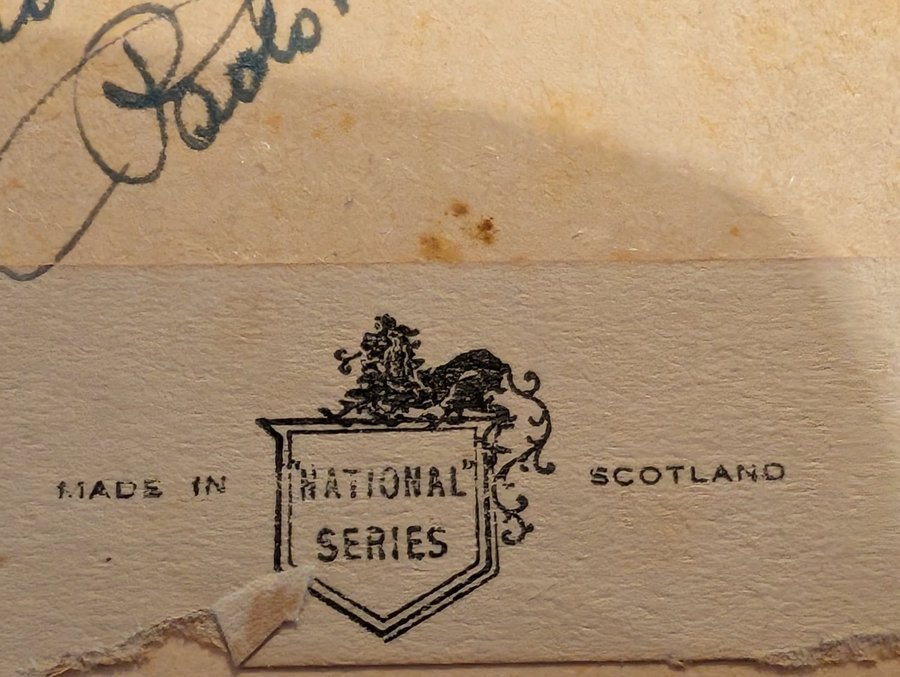 MADE IN "NATIONAL" SCOTLAND
SERIES